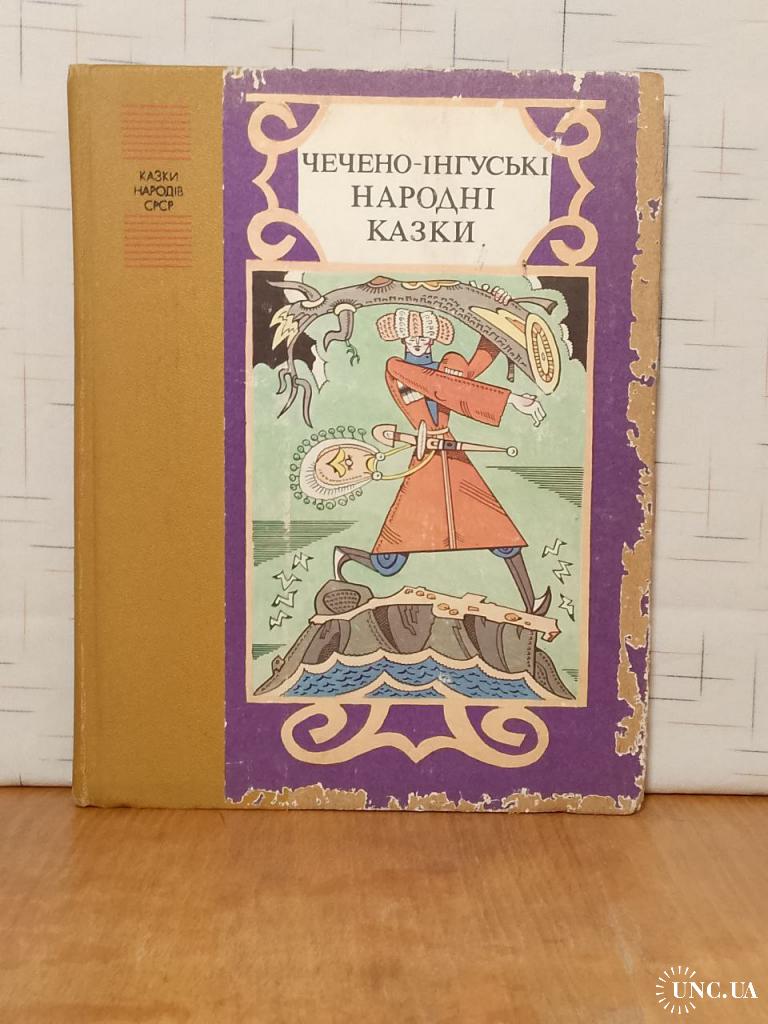 КАЗКИ
НАРОДІВ
СРСР
ЧЕЧЕНО-ІНГУСЬКІ
НАРОДНІ
КАЗКИ
UNC.UA